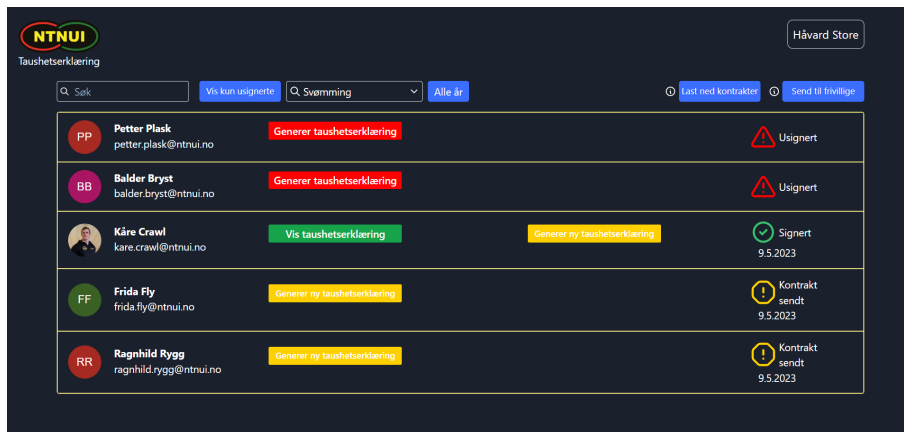 NTNUI
Håvard Store
Taushetserklæring
Søk
Vis kun usignerte
Svømming
Alle år
Last ned kontrakter
Send til frivillige
PP
Petter Plask
petter.plask@ntnui.no
Generer taushetserklæring
Usignert
BB
Balder Bryst
balder.bryst@ntnui.no
Generer taushetserklæring
Usignert
Kåre Crawl
kare.crawl@ntnui.no
Vis taushetserklæring
Generer ny taushetserklæring
Signert
9.5.2023
FF
Frida Fly
frida.fly@ntnui.no
Generer ny taushetserklæring
Kontrakt
sendt
9.5.2023
RR
Ragnhild Rygg
ragnhild.rygg@ntnui.no
Generer ny taushetserklæring
Kontrakt
sendt
9.5.2023